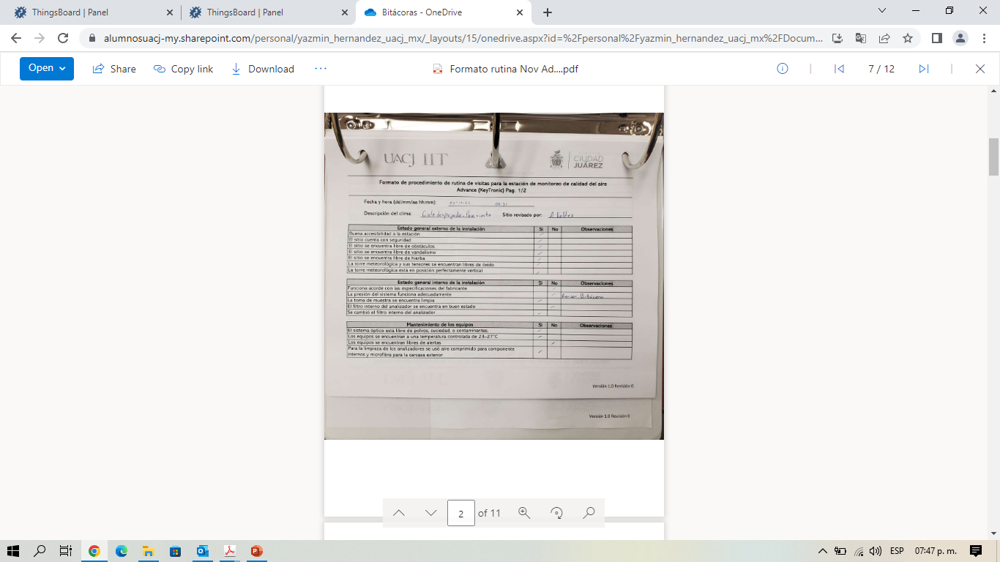 ThingsBoard | Panel
ThingsBoard | Panel
Bitácoras - OneDrive
alumnosuacj-my.sharepoint.com/personal/yazmin_hernandez_uacj_mx/_layouts/15/onedrive.aspx?id=%2Fpersonal%2Fyazmin_hernandez_uacj_mx%2FDocum...
Open
Share
Copy link
Download
Formato rutina Nov Ad....pdf
7 / 12
UACJ IIT
CIUDAD
JUÁREZ
Formato de procedimiento de rutina de visitas para la estación de monitoreo de calidad del aire
Advance (KeyTronic) Pag. 1/2
Fecha y hora (dd/mm/aa hh:mm):
Descripción del clima: Cielo despejado. Poco viento Sitio revisado por: A Valdes
Estado general externo de la instalación Si No Observaciones
Buena accesibilidad a la estación
El sitio cuenta con seguridad
El sitio se encuentra libre de obstáculos
El sitio se encuentra libre de vandalismo
El sitio se encuentra libre de hierba
La torre meteorológica y sus tensores se encuentran libres de óxido
La torre meteorológica está en posición perfectamente vertical
Estado general interno de la instalación Si No Observaciones
Funciona acorde con las especificaciones del fabricante
La presión del sistema funciona adecuadamente Bitácora
La toma de muestra se encuentra limpia
El filtro interno del analizador se encuentra en buen estado
Se cambió el filtro interno del analizador
Mantenimiento de los equipos Si No Observaciones
El sistema óptico esta libre de polvos, suciedad, o contaminantes.
Los equipos se encuentran a una temperatura controlada de 23–27°C
Los equipos se encuentran libres de alertas
Para la limpieza de los analizadores se usó aire comprimido para componente
internos y microfibra para la carcasa exterior
Versión 1.0 Revisión 0
Versión 1.0 Revisión 0
2 of 11
ESP
07:47 p. m.